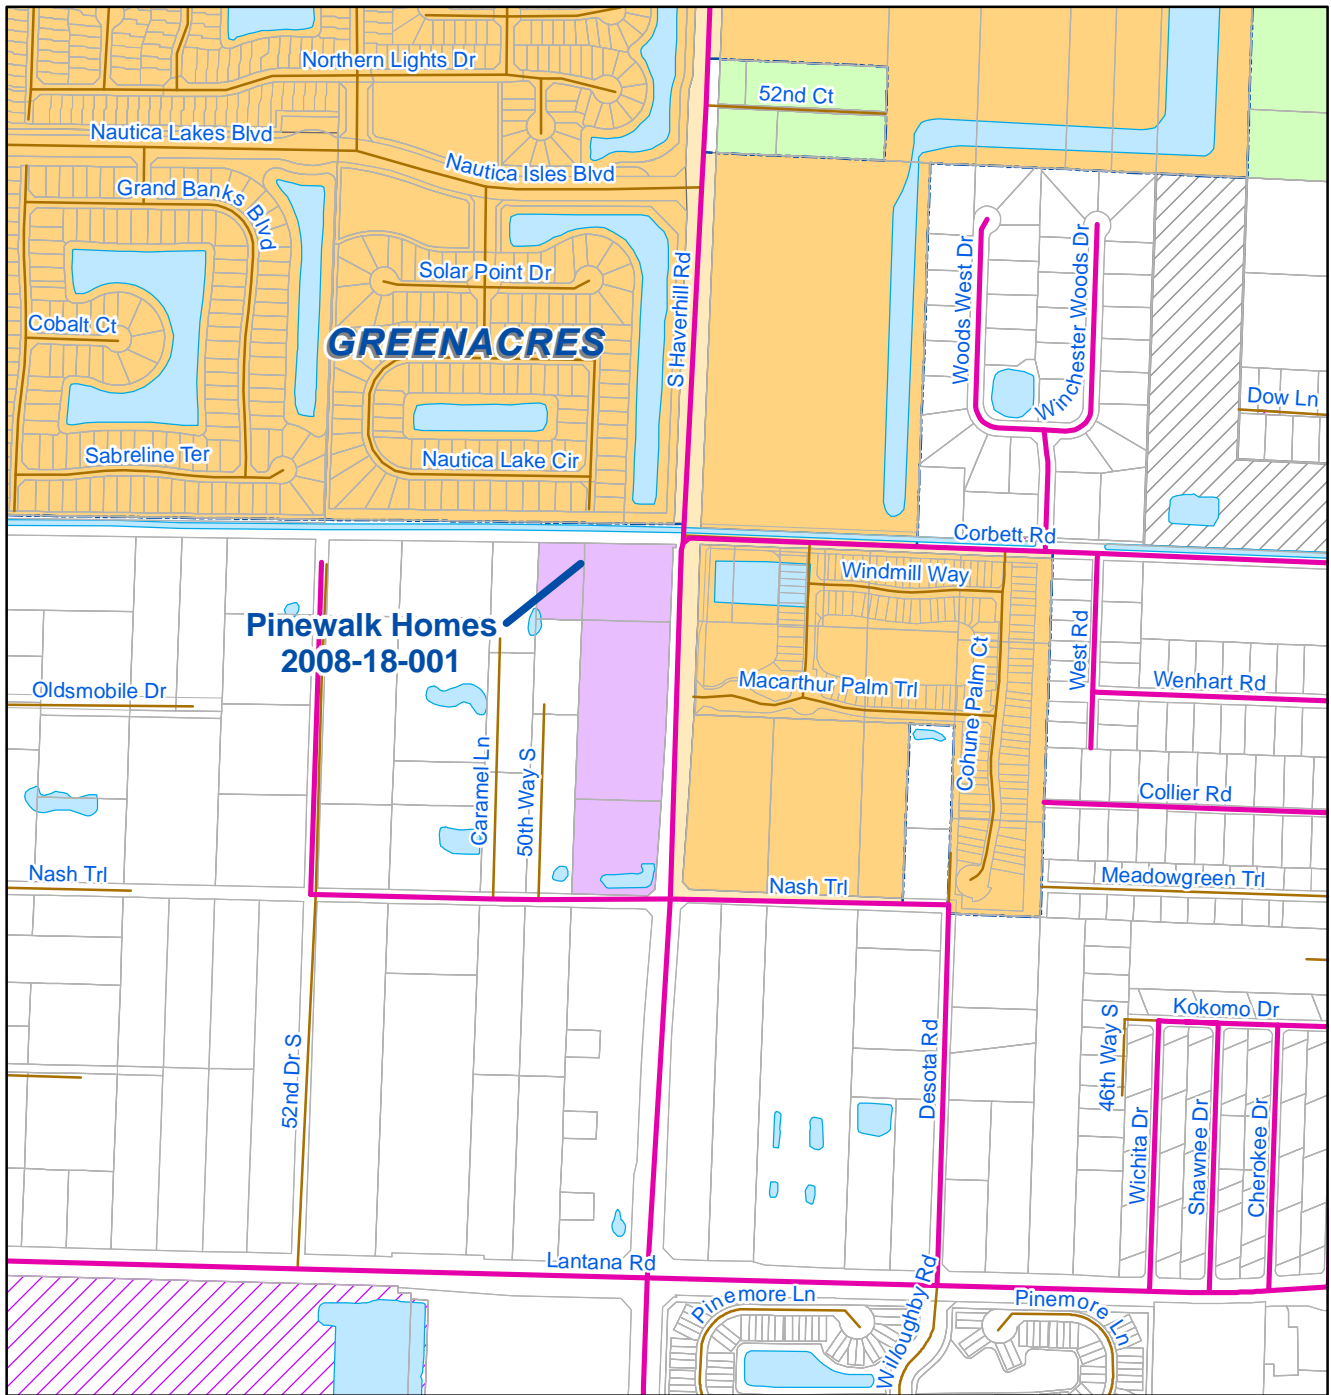 Northern Lights Dr
52nd Ct
Nautica Lakes Blvd
Nautica Isles Blvd
Grand Banks Blvd
Woods West Dr
Winchester Woods Dr
Solar Point Dr
S Haverhill Rd
Cobalt Ct
GREENACRES
Dow Ln
Sabreline Ter
Nautica Lake Cir
Corbett Rd
Windmill Way
Pinewalk Homes
2008-18-001
West Rd
Cohune Palm Ct
Macarthur Palm Trl
Wenhart Rd
Oldsmobile Dr
Caramel Ln
50th Way S
Collier Rd
Nash Trl
Nash Trl
Meadowgreen Trl
Kokomo Dr
52nd Dr S
Desota Rd
46th Way S
Wichita Dr
Shawnee Dr
Cherokee Dr
Lantana Rd
Pinemore Ln
Willoughby Rd
Pinemore Ln